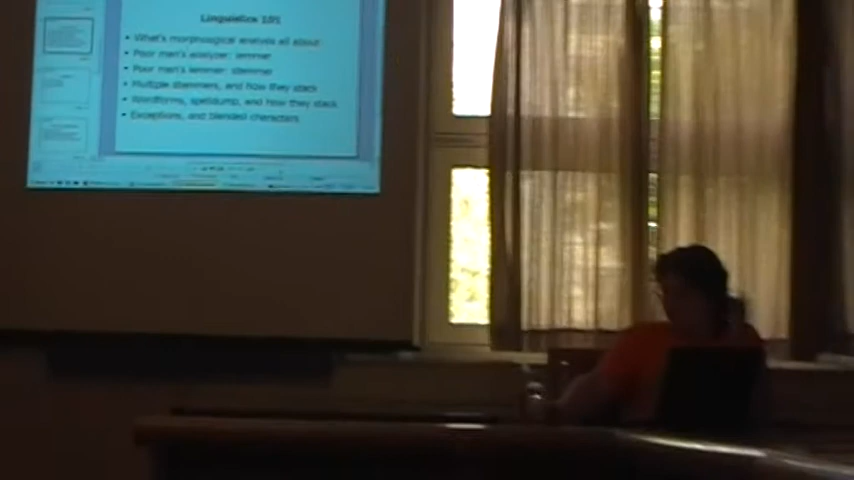 Linguistics 101
• What's morphological analysis all about
• Poor man's analyzer: lemmer
• Poor man's lemmer: stemmer
• Multiple stemmers, and how they stack
• Wordforms, spelldump, and how they stack
• Exceptions, and blended characters